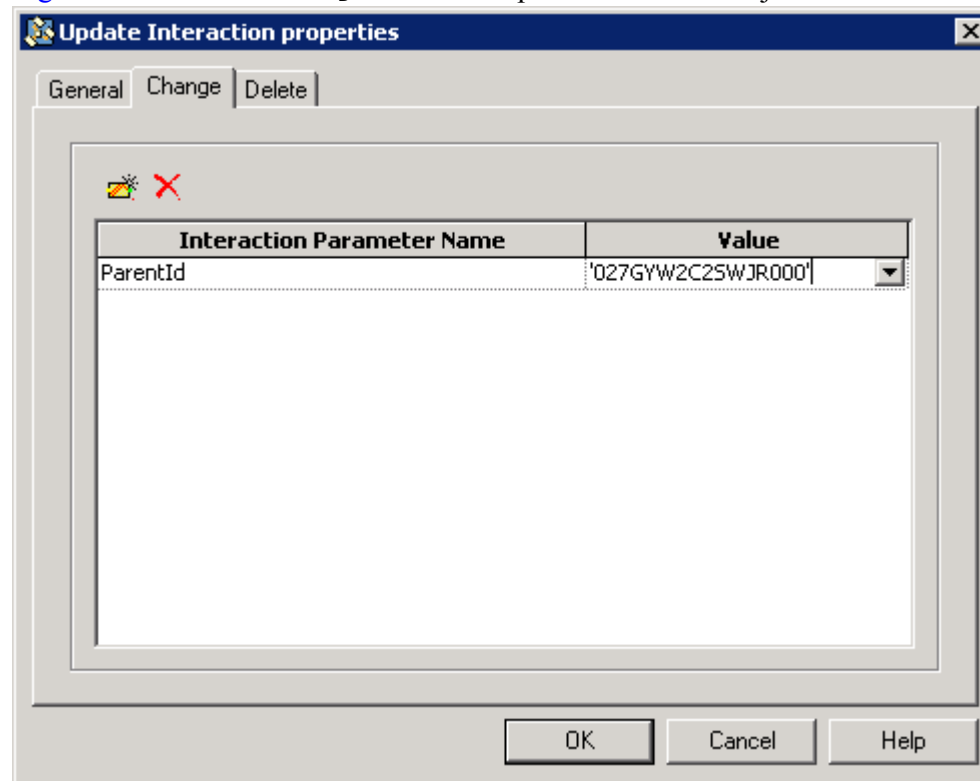 Update Interaction properties
General Change Delete
Interaction Parameter Name Value
ParentId '027GYW2C2SWJR000'
OK Cancel Help